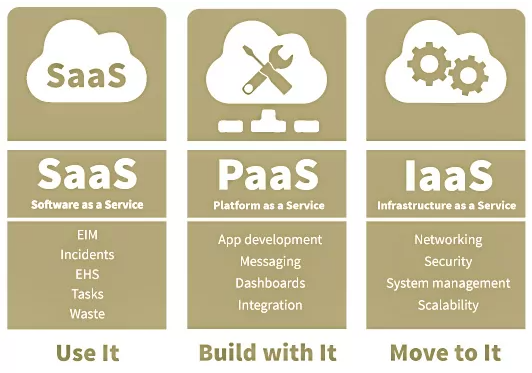 SaaS
SaaS
Software as a Service
EIM
Incidents
EHS
Tasks
Waste
Use It
PaaS
Platform as a Service
App development
Messaging
Dashboards
Integration
Build with It
IaaS
Infrastructure as a Service
Networking
Security
System management
Scalability
Move to It